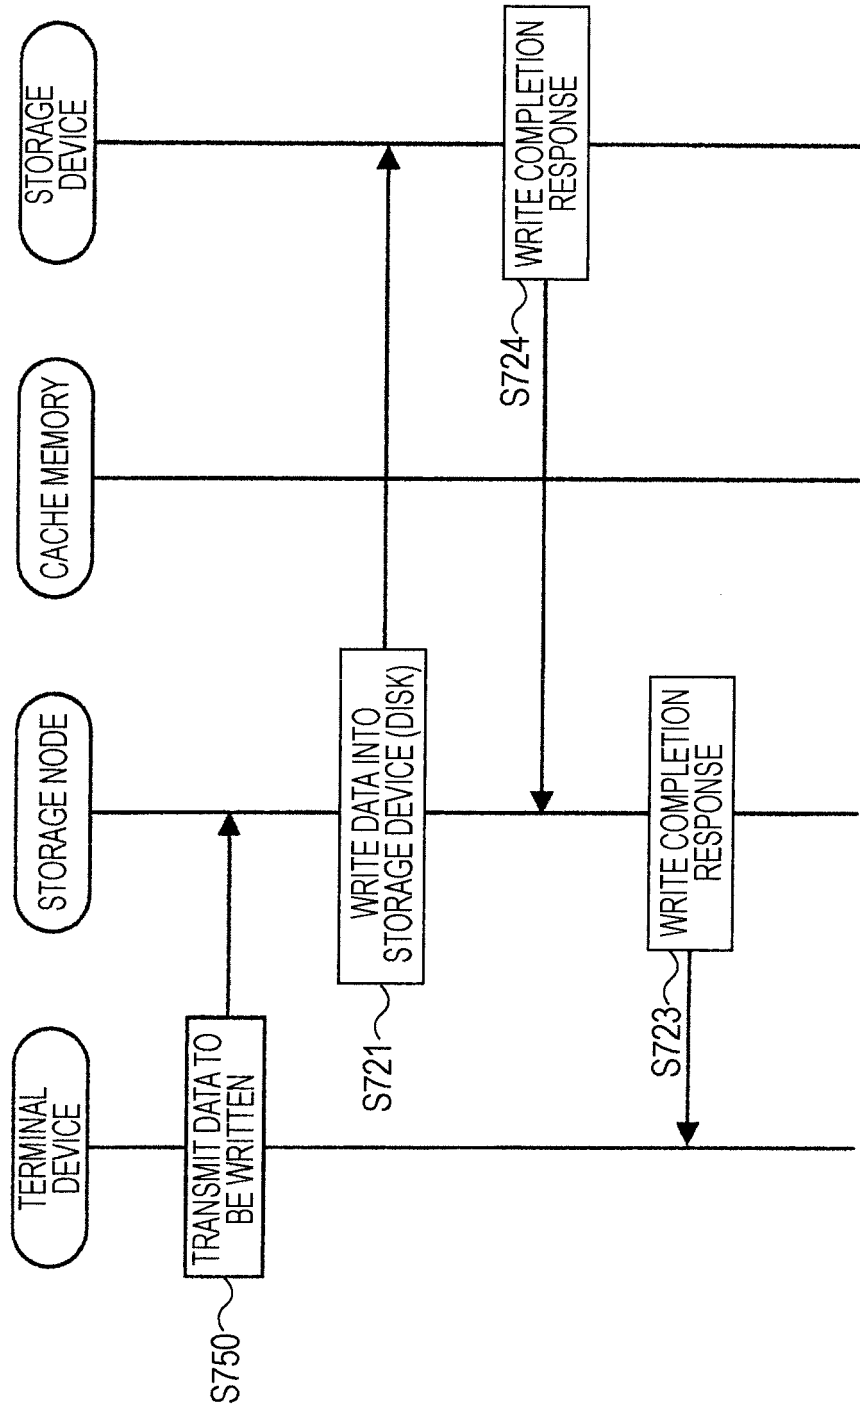 TERMINAL
DEVICE
STORAGE NODE
CACHE MEMORY
STORAGE
DEVICE
S750
TRANSMIT DATA TO
BE WRITTEN
S721
WRITE DATA INTO
STORAGE DEVICE (DISK)
S724
WRITE COMPLETION
RESPONSE
S723
WRITE COMPLETION
RESPONSE